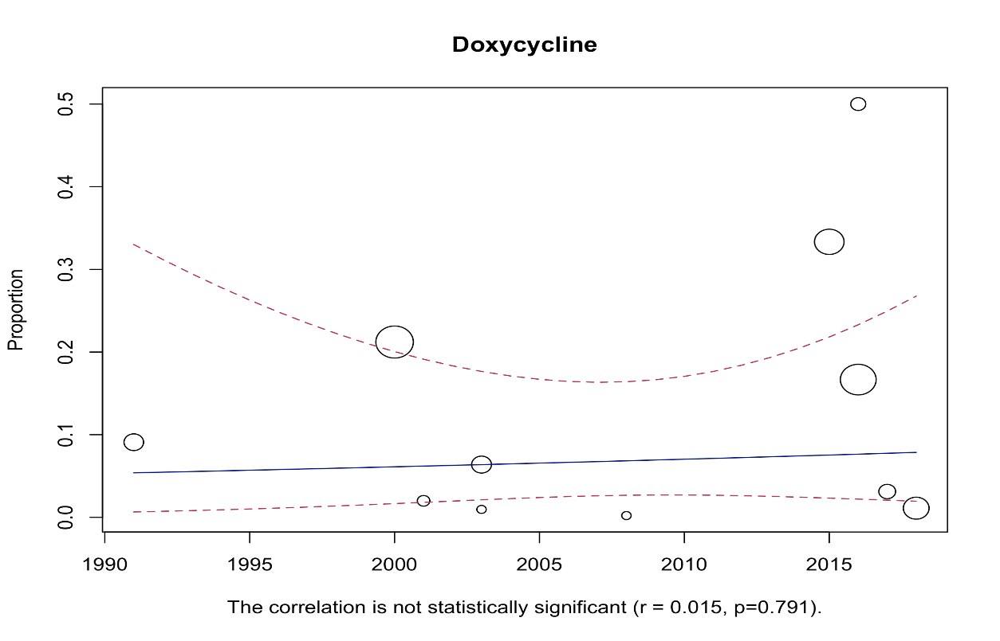 Doxycycline
0.5
0.4
0.3
0.2
0.1
0.0
Proportion
1990 1995 2000 2005 2010 2015
The correlation is not statistically significant (r = 0.015, p=0.791).